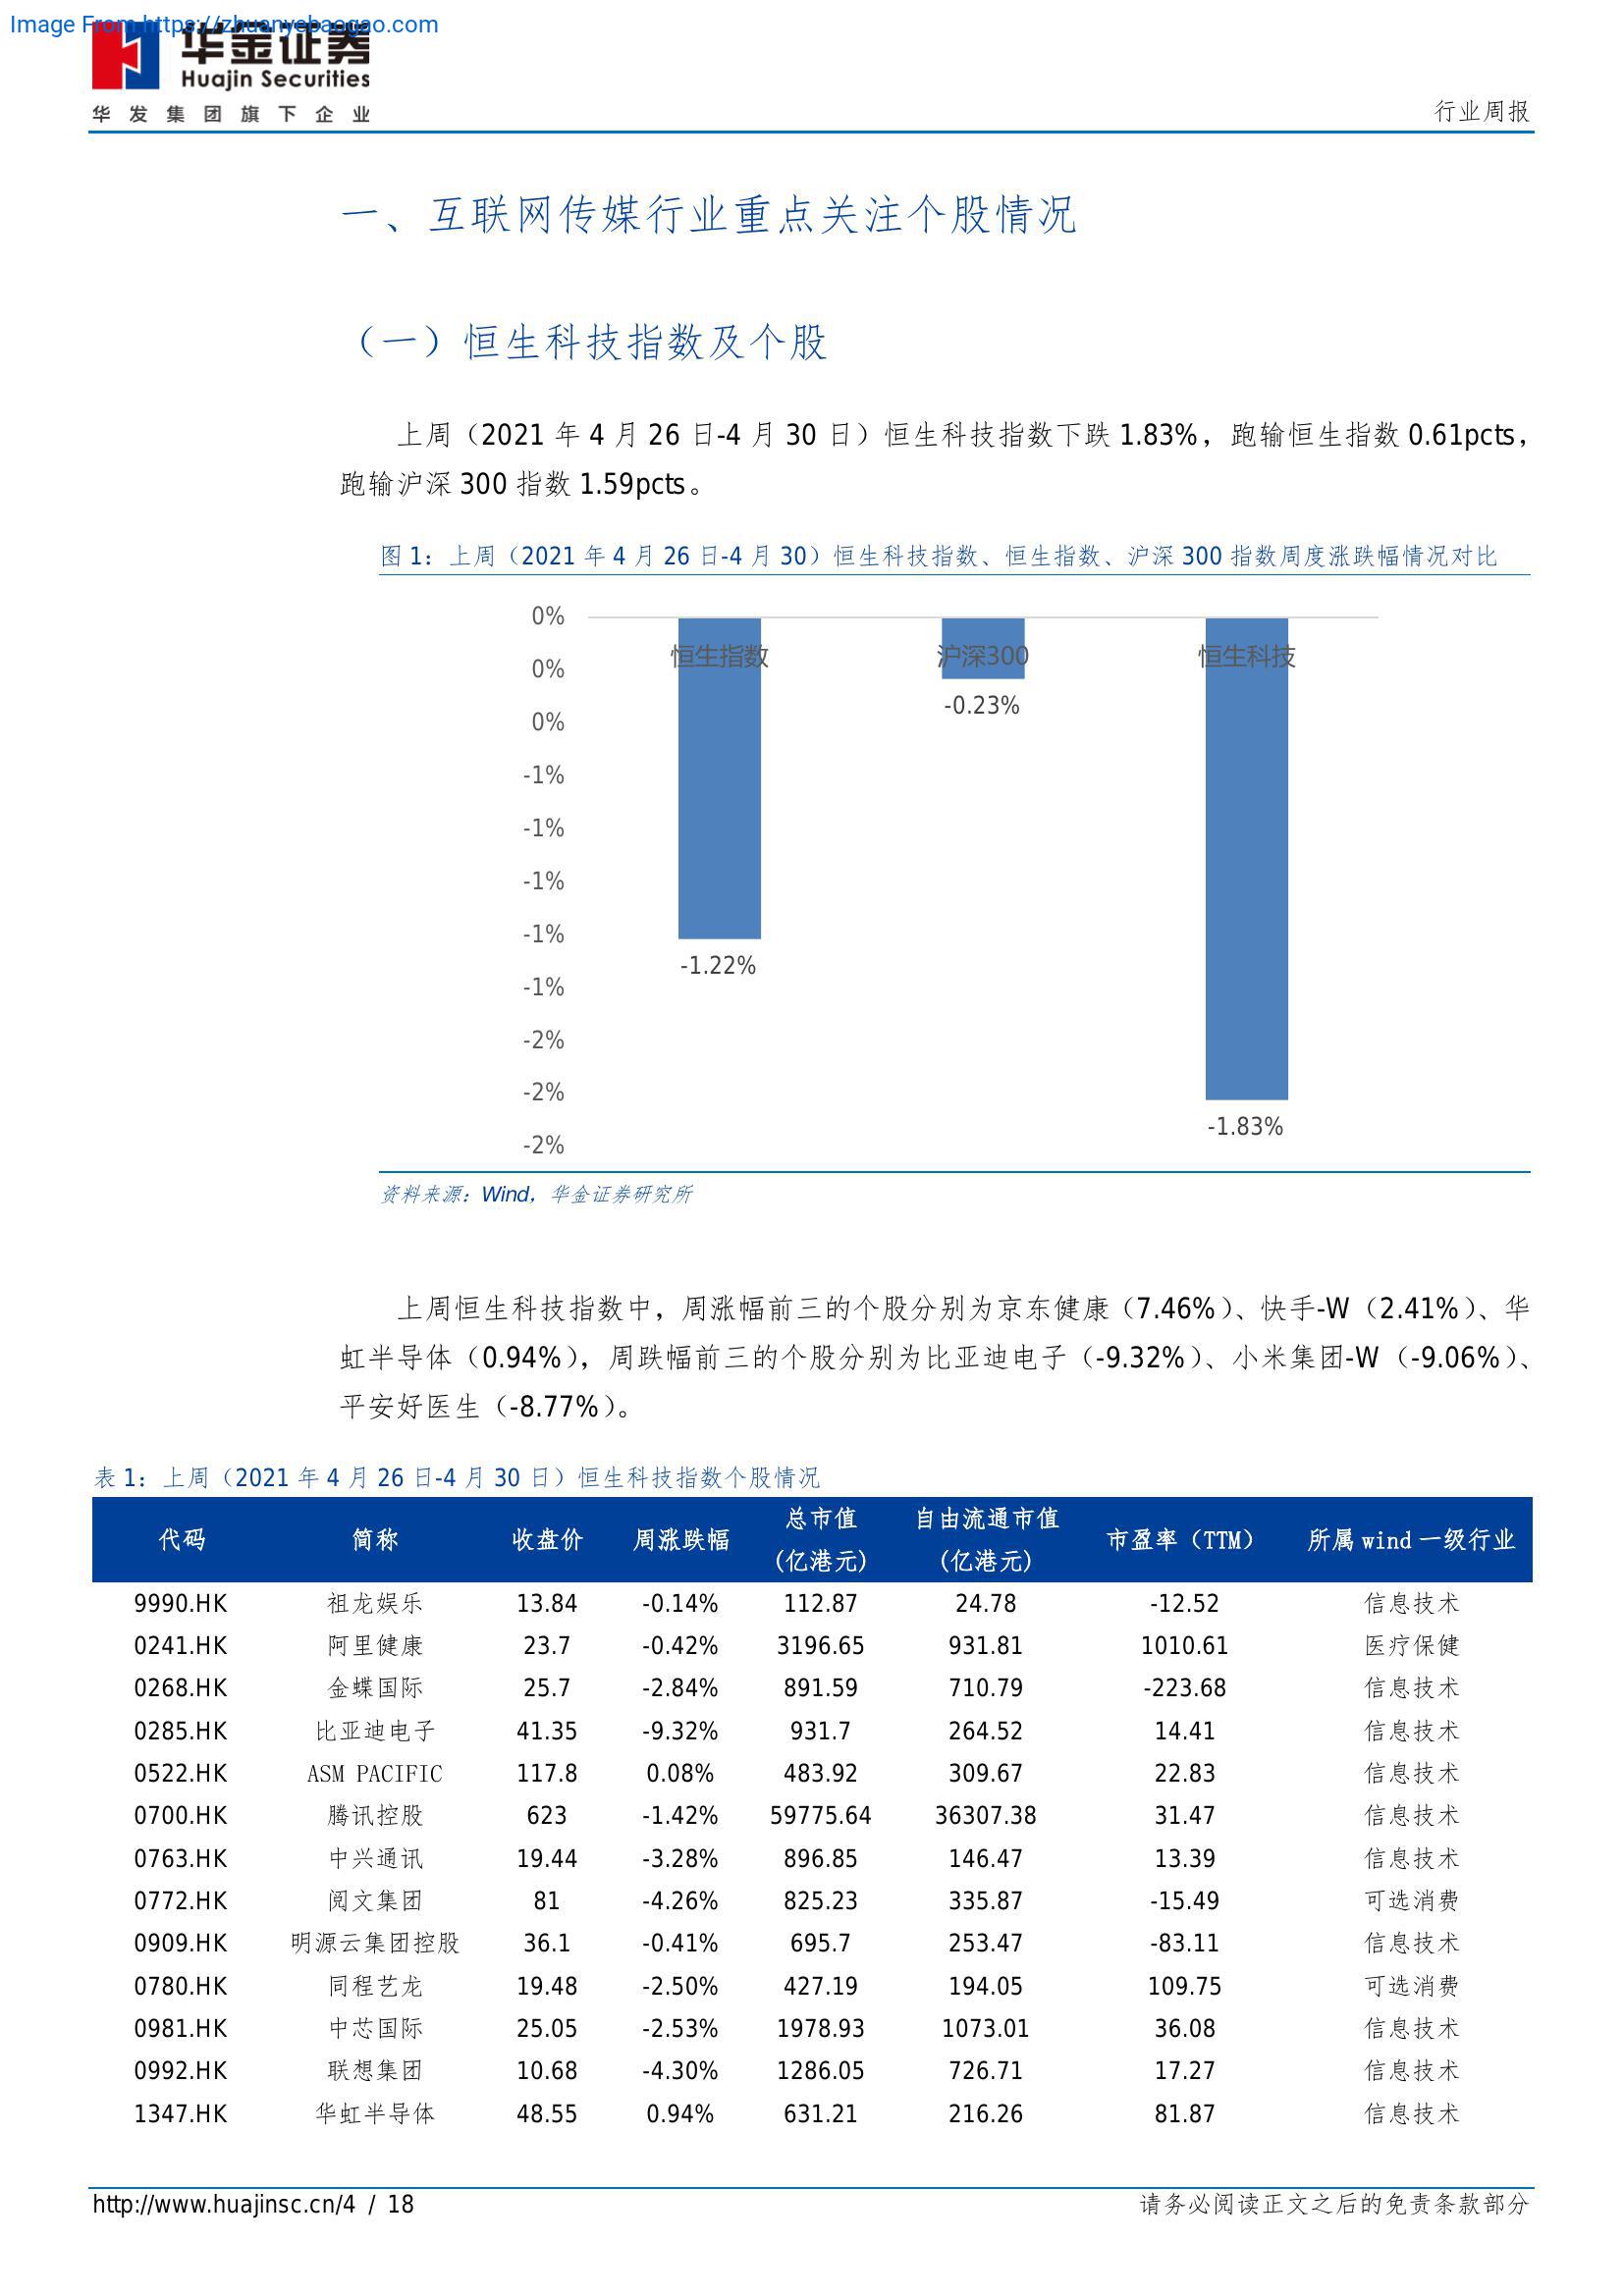 Image From https://zhuanyebaogao.com
华金证券
Huajin Securities
华发集团旗下企业
行业周报
一、互联网传媒行业重点关注个股情况
（一）恒生科技指数及个股
上周（2021 年 4 月 26 日-4 月 30 日）恒生科技指数下跌 1.83%，跑输恒生指数 0.61pcts，
跑输沪深 300 指数 1.59pcts。
图 1：上周（2021 年 4 月 26 日-4 月 30）恒生科技指数、恒生指数、沪深 300 指数周度涨跌幅情况对比
0%
恒生指数 沪深300 恒生科技
0%
-0.23%
0%
-1%
-1%
-1%
-1%
-1.22%
-1%
-2%
-2%
-1.83%
-2%
资料来源：Wind，华金证券研究所
上周恒生科技指数中，周涨幅前三的个股分别为京东健康（7.46%）、快手-W（2.41%）、华
虹半导体（0.94%），周跌幅前三的个股分别为比亚迪电子（-9.32%）、小米集团-W（-9.06%）、
平安好医生（-8.77%）。
表 1：上周（2021 年 4 月 26 日-4 月 30 日）恒生科技指数个股情况
代码 简称 收盘价 周涨跌幅 总市值(亿港元) 自由流通市值(亿港元) 市盈率（TTM） 所属 wind 一级行业
9990.HK 祖龙娱乐 13.84 -0.14% 112.87 24.78 -12.52 信息技术
0241.HK 阿里健康 23.7 -0.42% 3196.65 931.81 1010.61 医疗保健
0268.HK 金蝶国际 25.7 -2.84% 891.59 710.79 -223.68 信息技术
0285.HK 比亚迪电子 41.35 -9.32% 931.7 264.52 14.41 信息技术
0522.HK ASM PACIFIC 117.8 0.08% 483.92 309.67 22.83 信息技术
0700.HK 腾讯控股 623 -1.42% 59775.64 36307.38 31.47 信息技术
0763.HK 中兴通讯 19.44 -3.28% 896.85 146.47 13.39 信息技术
0772.HK 阅文集团 81 -4.26% 825.23 335.87 -15.49 可选消费
0909.HK 明源云集团控股 36.1 -0.41% 695.7 253.47 -83.11 信息技术
0780.HK 同程艺龙 19.48 -2.50% 427.19 194.05 109.75 可选消费
0981.HK 中芯国际 25.05 -2.53% 1978.93 1073.01 36.08 信息技术
0992.HK 联想集团 10.68 -4.30% 1286.05 726.71 17.27 信息技术
1347.HK 华虹半导体 48.55 0.94% 631.21 216.26 81.87 信息技术
http://www.huajinsc.cn/4 / 18
请务必阅读正文之后的免责条款部分